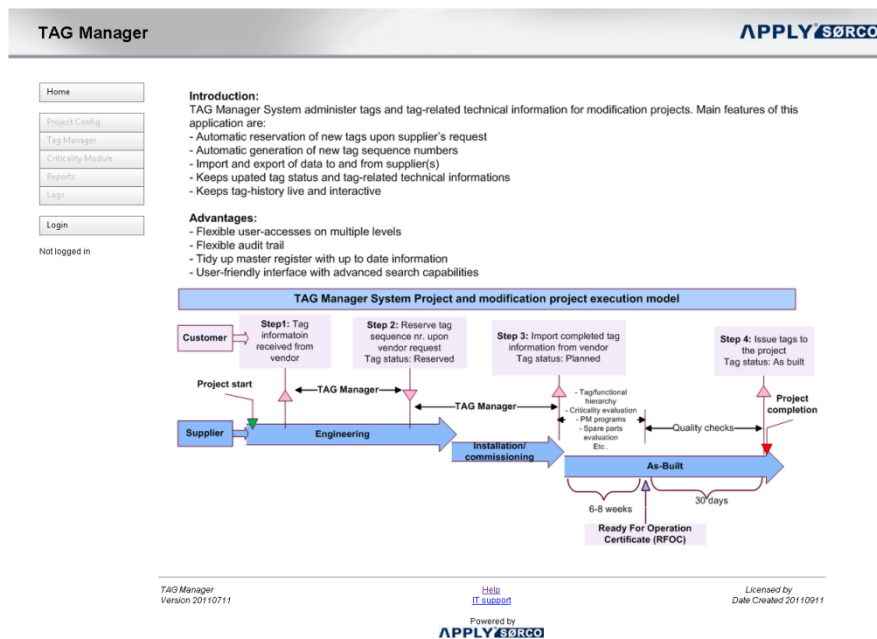 TAG Manager
APPLY SØRCO
Home
Project Config
Tag Manager
Criticality Module
Reports
Logs
Login
Not logged in
Introduction:
TAG Manager System administer tags and tag-related technical information for modification projects. Main features of this
application are:
- Automatic reservation of new tags upon supplier's request
- Automatic generation of new tag sequence numbers
- Import and export of data to and from supplier(s)
- Keeps upated tag status and tag-related technical informations
- Keeps tag-history live and interactive
Advantages:
- Flexible user-accesses on multiple levels
- Flexible audit trail
- Tidy up master register with up to date information
- User-friendly interface with advanced search capabilities
TAG Manager System Project and modification project execution model
Customer
Step1: Tag
informatoin
received from
vendor
Step 2: Reserve tag
sequence nr. upon
vendor request
Tag status: Reserved
Step 3: Import completed tag
information from vendor
Tag status: Planned
Step 4: Issue tags to
the project
Tag status: As built
Project start
TAG Manager
TAG Manager
- Tag/functional
hierarchy
- Criticality evaluation
- PM programs
- Spare parts
evaluation
Etc..
Quality checks
Project
completion
Supplier
Engineering
Installation/
commissioning
As-Built
6-8 weeks
30 days
Ready For Operation
Certificate (RFOC)
TAG Manager
Version 20110711
Help
IT support
Licensed by
Date Created 20110911
Powered by
APPLY SØRCO